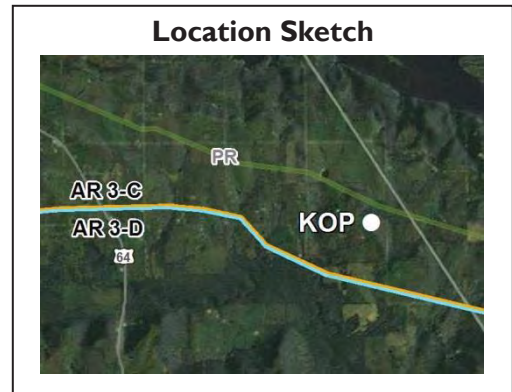 Location Sketch
PR
AR 3-C
AR 3-D
KOP
64